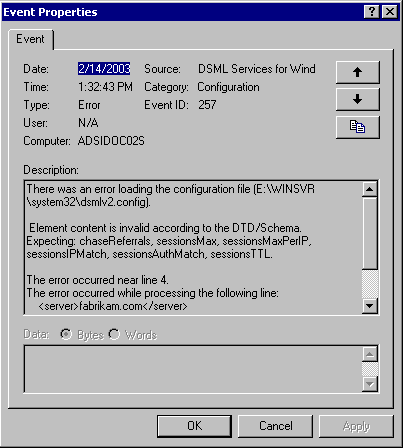 Event Properties
Event
Date: 2/14/2003 Source: DSML Services for Wind
Time: 1:32:43 PM Category: Configuration
Type: Error Event ID: 257
User: N/A
Computer: ADSIDOC02S
Description:
There was an error loading the configuration file (E:\WINSVR
\system32\dsmlv2.config).
Element content is invalid according to the DTD/Schema.
Expecting: chaseReferrals, sessionsMax, sessionsMaxPerIP,
sessionsIPMatch, sessionsAuthMatch, sessionsTTL.
The error occurred near line 4.
The error occurred while processing the following line:
<server>fabrikam.com</server>
Data: Bytes Words
OK Cancel Apply